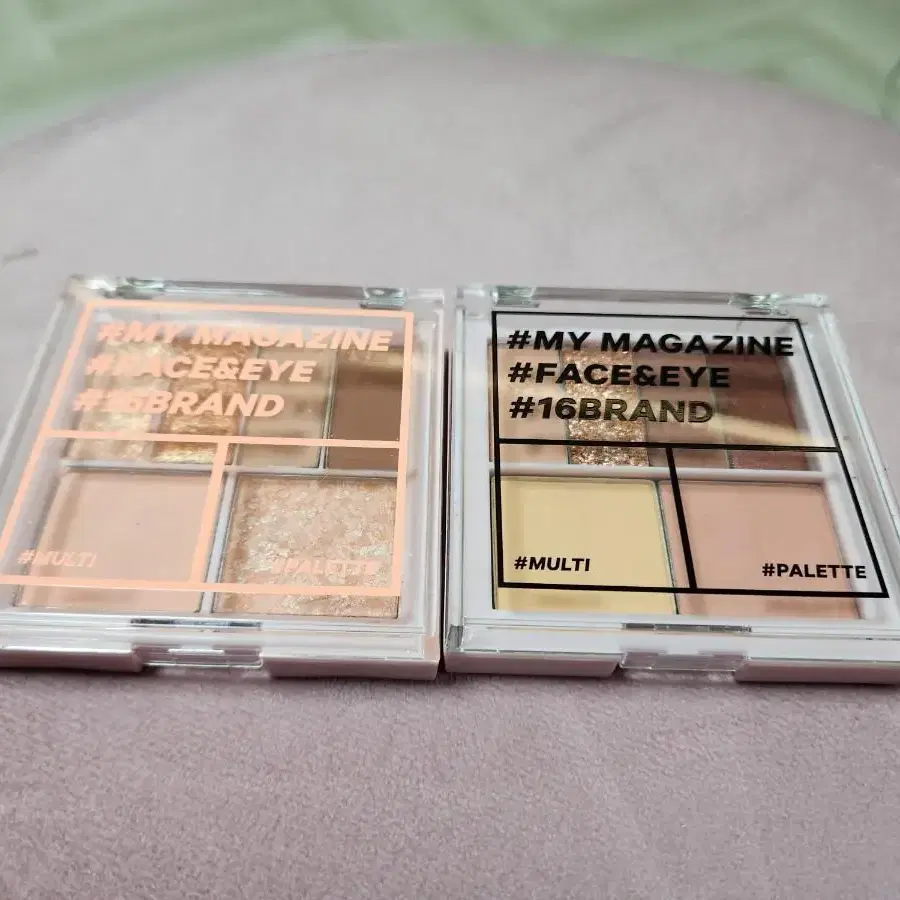 #MY MAGAZINE
#FACE&EYE
#16BRAND
#MULTI
#PALETTE
#MY MAGAZINE
#FACE&EYE
#16BRAND
#MULTI
#PALETTE